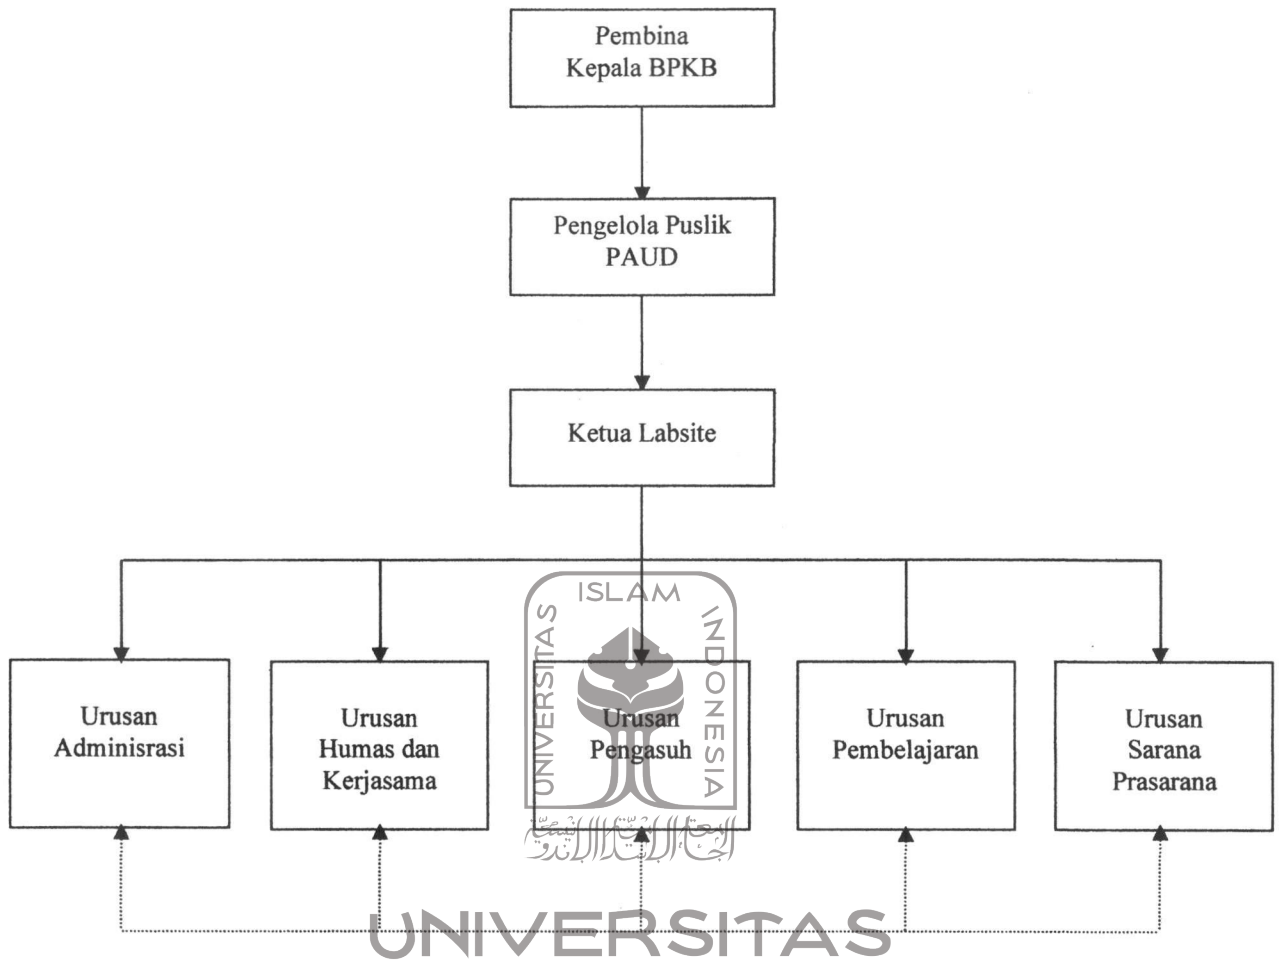 Pembina
Kepala BPKB
Pengelola Puslik
PAUD
Ketua Labsite
ISLAM
UNIVERSITAS
INDONESIA
Urusan
Adminisrasi
Urusan
Humas dan
Kerjasama
Urusan
Pengasuh
Urusan
Pembelajaran
Urusan
Sarana
Prasarana
UNIVERSITAS